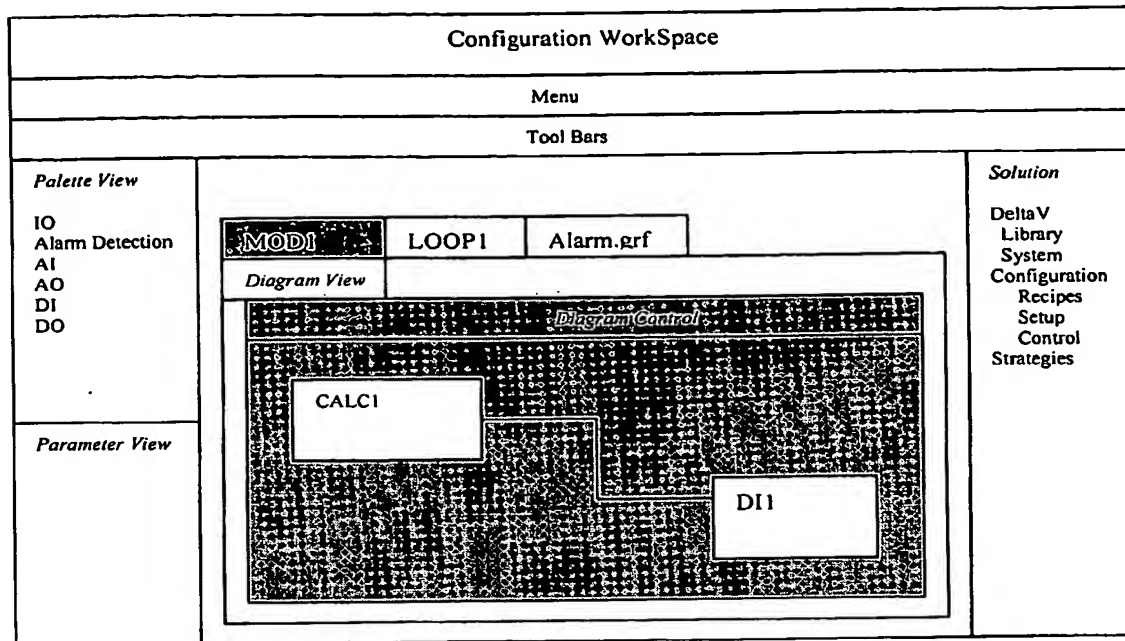 Configuration WorkSpace
Menu
Tool Bars
Palette View
IO
Alarm Detection
AI
AO
DI
DO
Parameter View
MOD1
LOOP1
Alarm.grf
Diagram View
Diagram Control
CALC1
DI1
Solution
DeltaV
Library
System
Configuration
Recipes
Setup
Control
Strategies